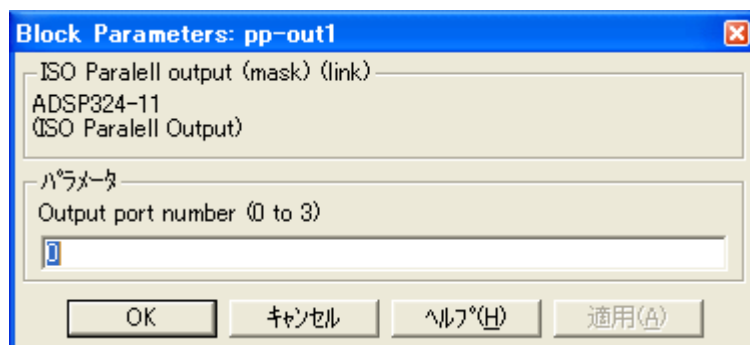 Block Parameters: pp-out1
ISO Paralell output (mask) (link)
ADSP324-11
(ISO Paralell Output)
パラメータ
Output port number (0 to 3)
0
OK キャンセル ヘルプ(H) 適用(A)